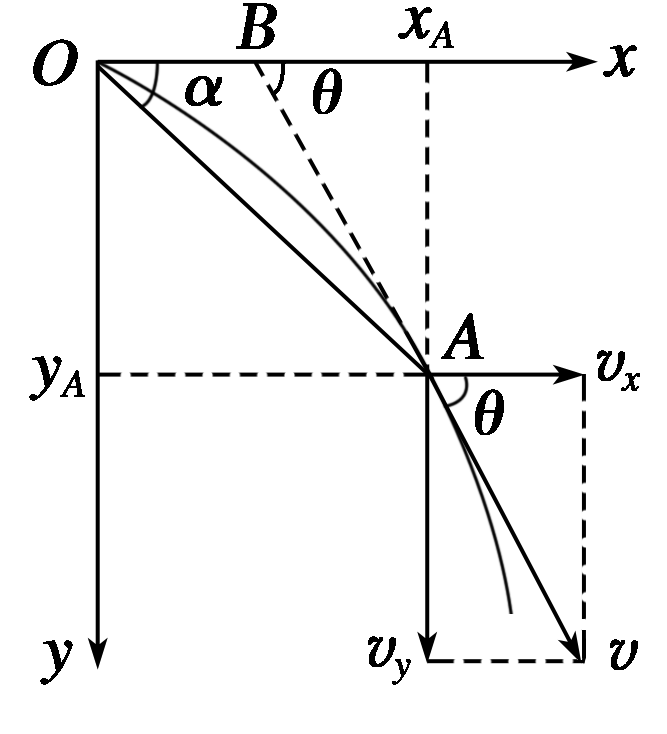 O B x_A x
α θ
y_A A v_x
θ
y v_y v